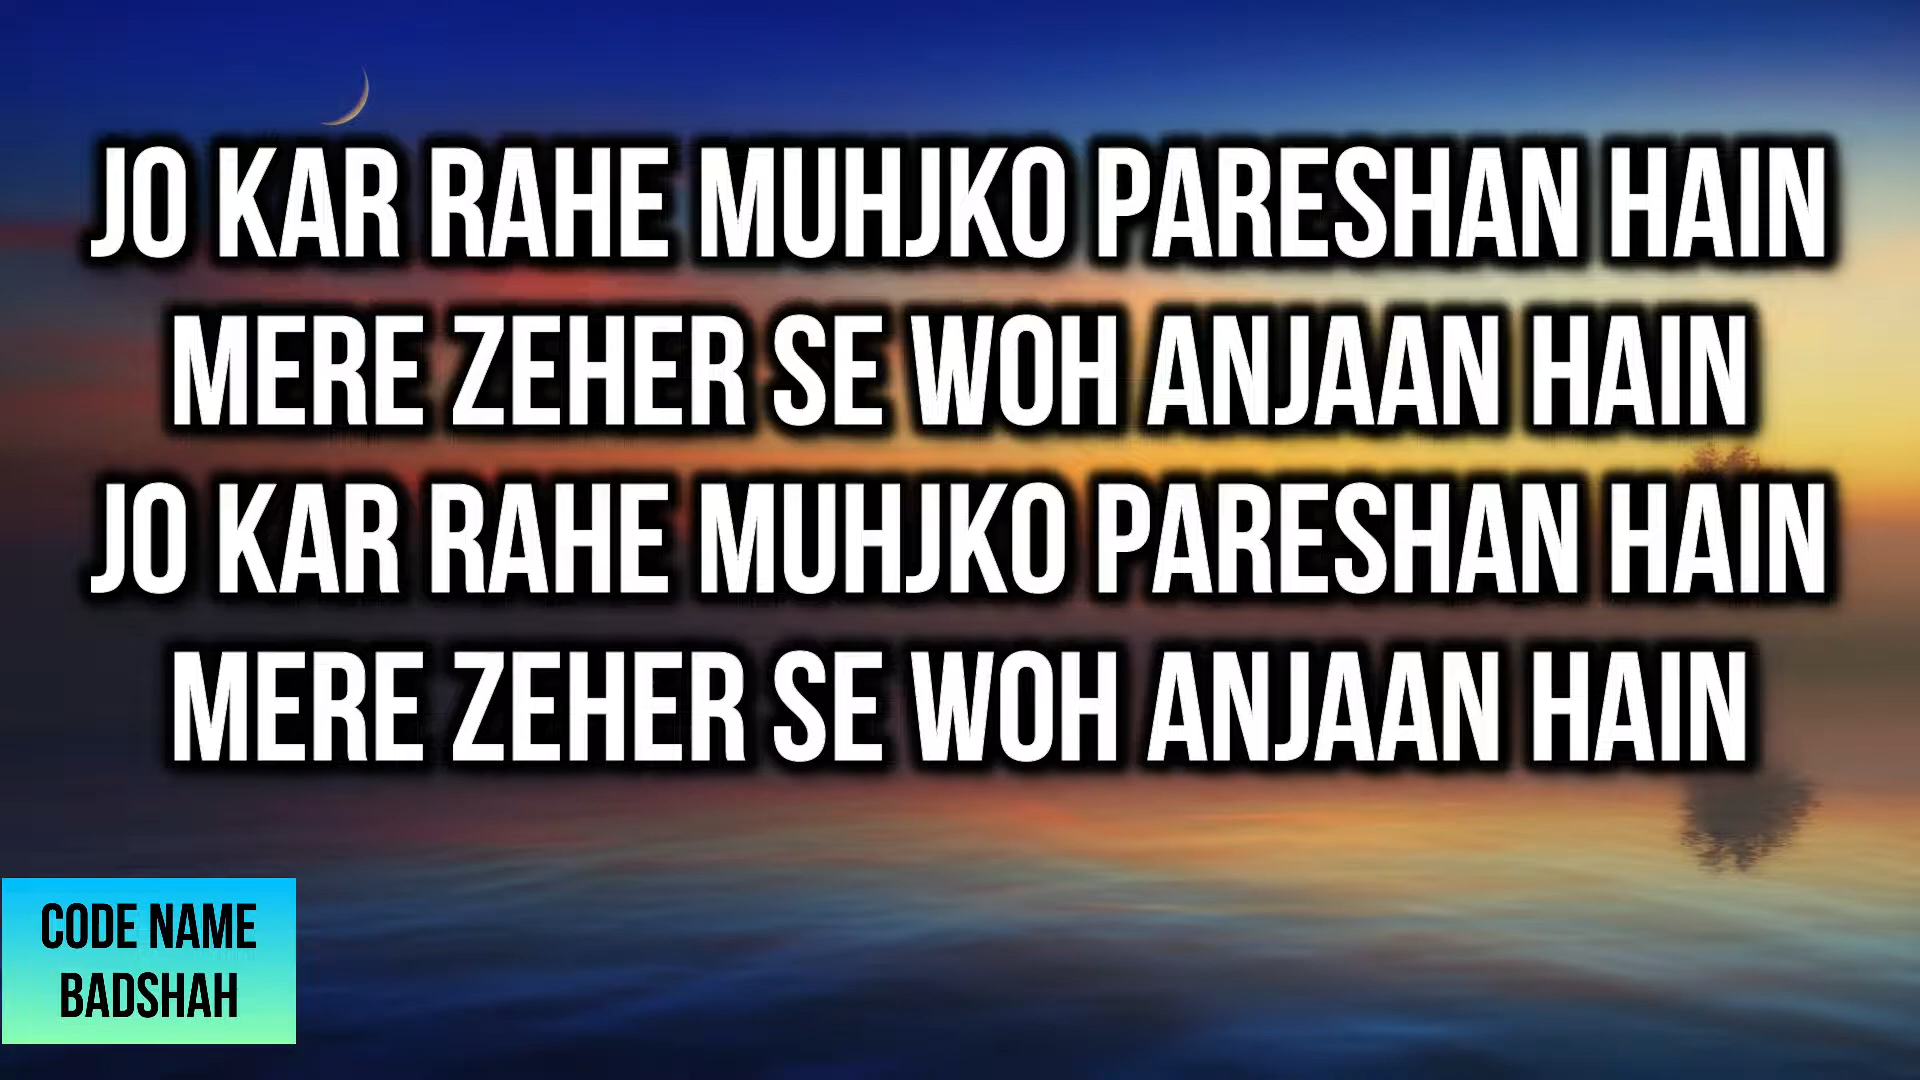 JO KAR RAHE MUHJKO PARESHAN HAIN
MERE ZEHER SE WOH ANJAAN HAIN
JO KAR RAHE MUHJKO PARESHAN HAIN
MERE ZEHER SE WOH ANJAAN HAIN
CODE NAME
BADSHAH